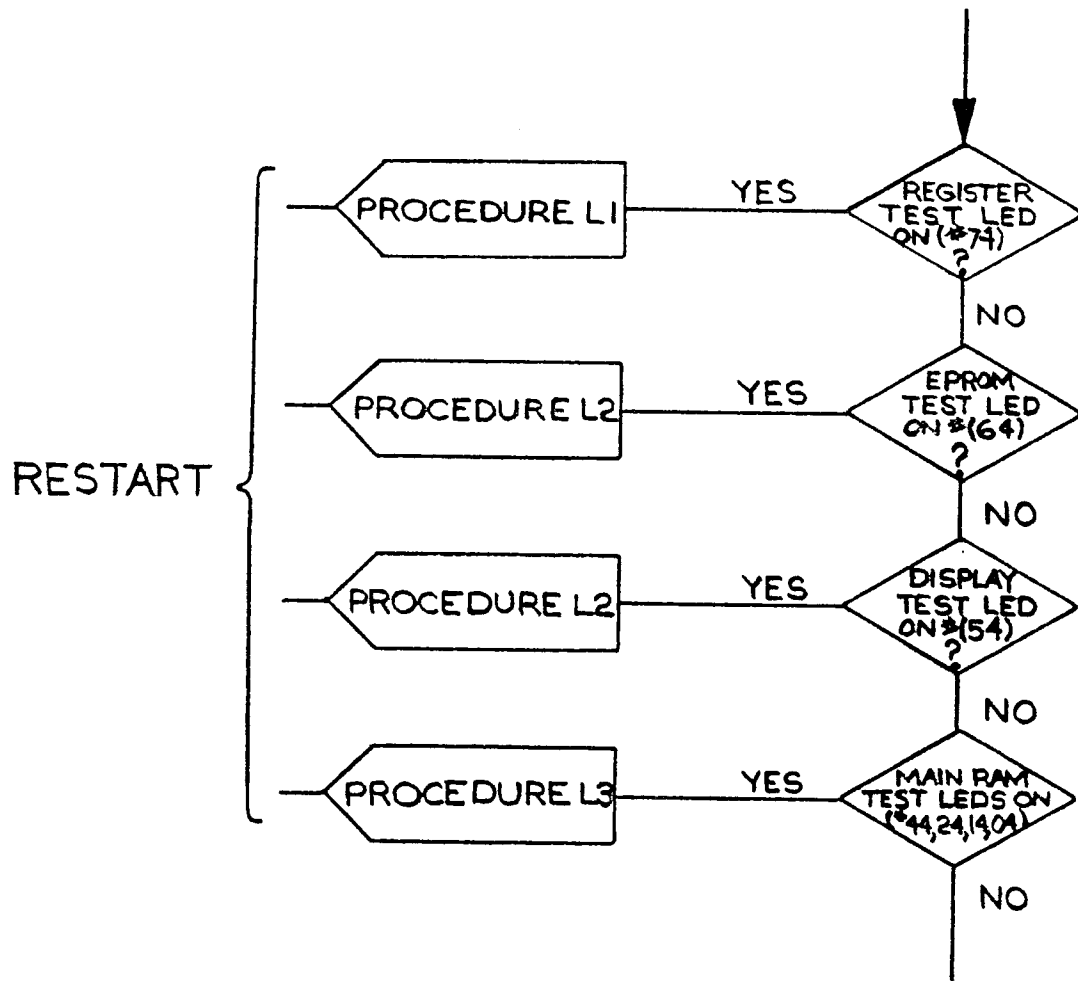 PROCEDURE L1
YES
REGISTER
TEST LED
ON (#74)
?
NO
PROCEDURE L2
YES
EPROM
TEST LED
ON #(64)
?
NO
RESTART
PROCEDURE L2
YES
DISPLAY
TEST LED
ON #(54)
?
NO
PROCEDURE L3
YES
MAIN RAM
TEST LEDS ON
(#44,24,14,04)
NO